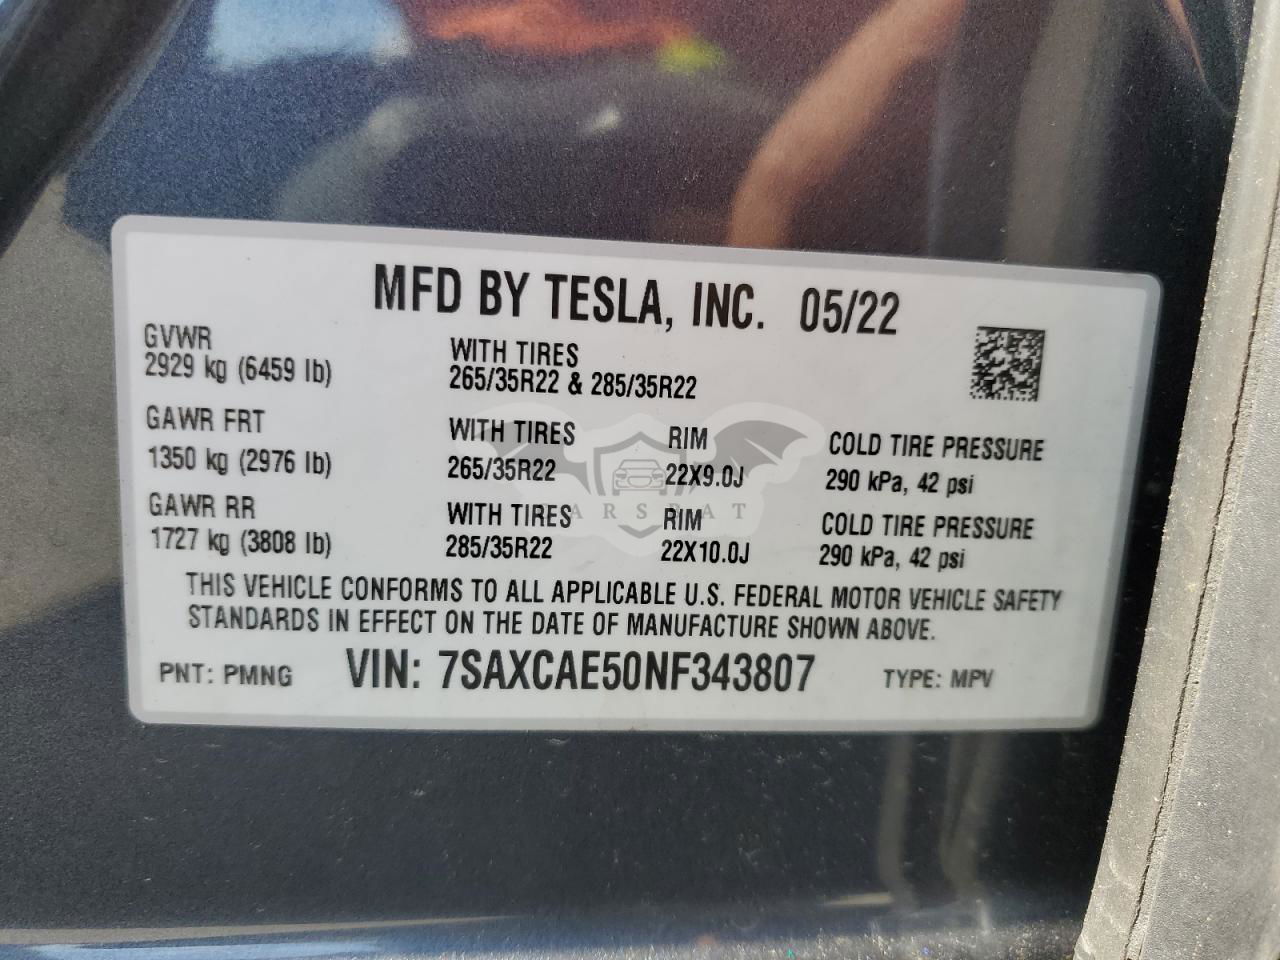 MFD BY TESLA, INC. 05/22
GVWR
2929 kg (6459 lb)
WITH TIRES
265/35R22 & 285/35R22
GAWR FRT
1350 kg (2976 lb)
WITH TIRES
265/35R22
RIM
22X9.0J
COLD TIRE PRESSURE
290 kPa, 42 psi
GAWR RR
1727 kg (3808 lb)
WITH TIRES
285/35R22
RIM
22X10.0J
COLD TIRE PRESSURE
290 kPa, 42 psi
THIS VEHICLE CONFORMS TO ALL APPLICABLE U.S. FEDERAL MOTOR VEHICLE SAFETY
STANDARDS IN EFFECT ON THE DATE OF MANUFACTURE SHOWN ABOVE.
PNT: PMNG VIN: 7SAXCAE50NF343807 TYPE: MPV